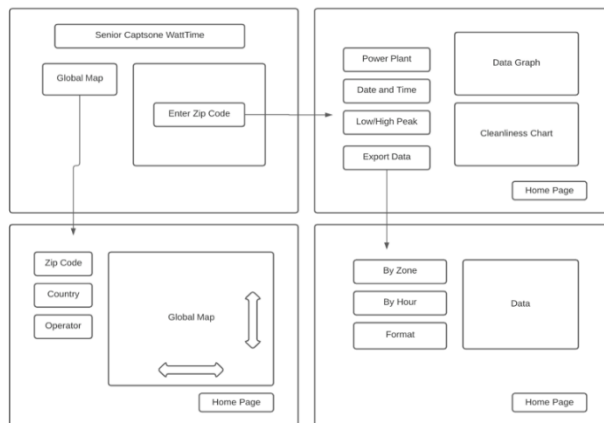 Senior Captsone WattTime
Global Map
Enter Zip Code
Power Plant
Date and Time
Low/High Peak
Export Data
Data Graph
Cleanliness Chart
Home Page
Zip Code
Country
Operator
Global Map
Home Page
By Zone
By Hour
Format
Data
Home Page